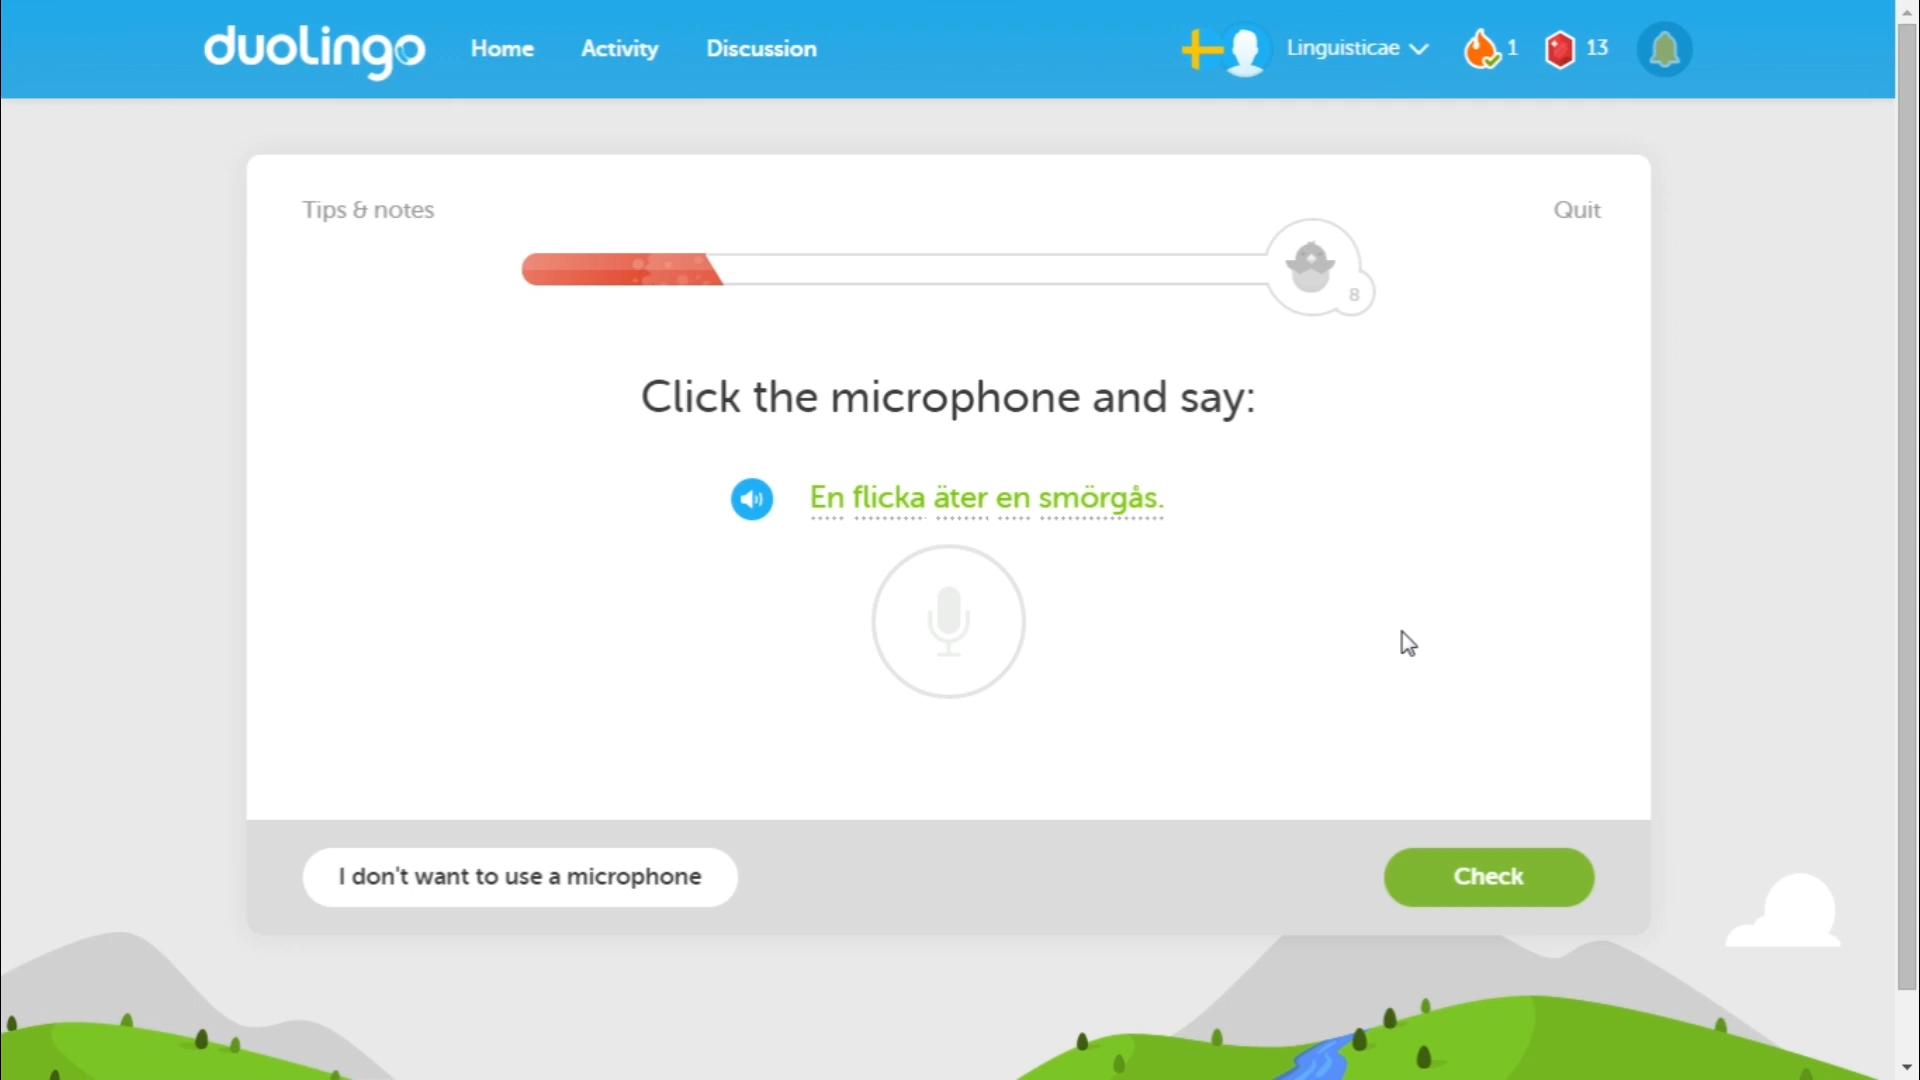 duolingo Home Activity Discussion Linguisticae 1 13
Tips & notes Quit
8
Click the microphone and say:
En flicka äter en smörgås.
I don't want to use a microphone Check